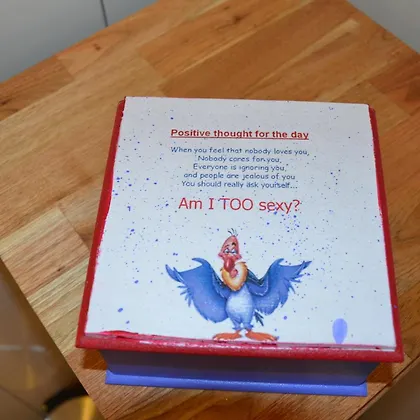 Positive thought for the day
When you feel that nobody loves you,
Nobody cares for you,
Everyone is ignoring you,
and people are jealous of you
You should really ask yourself...
Am I TOO sexy?